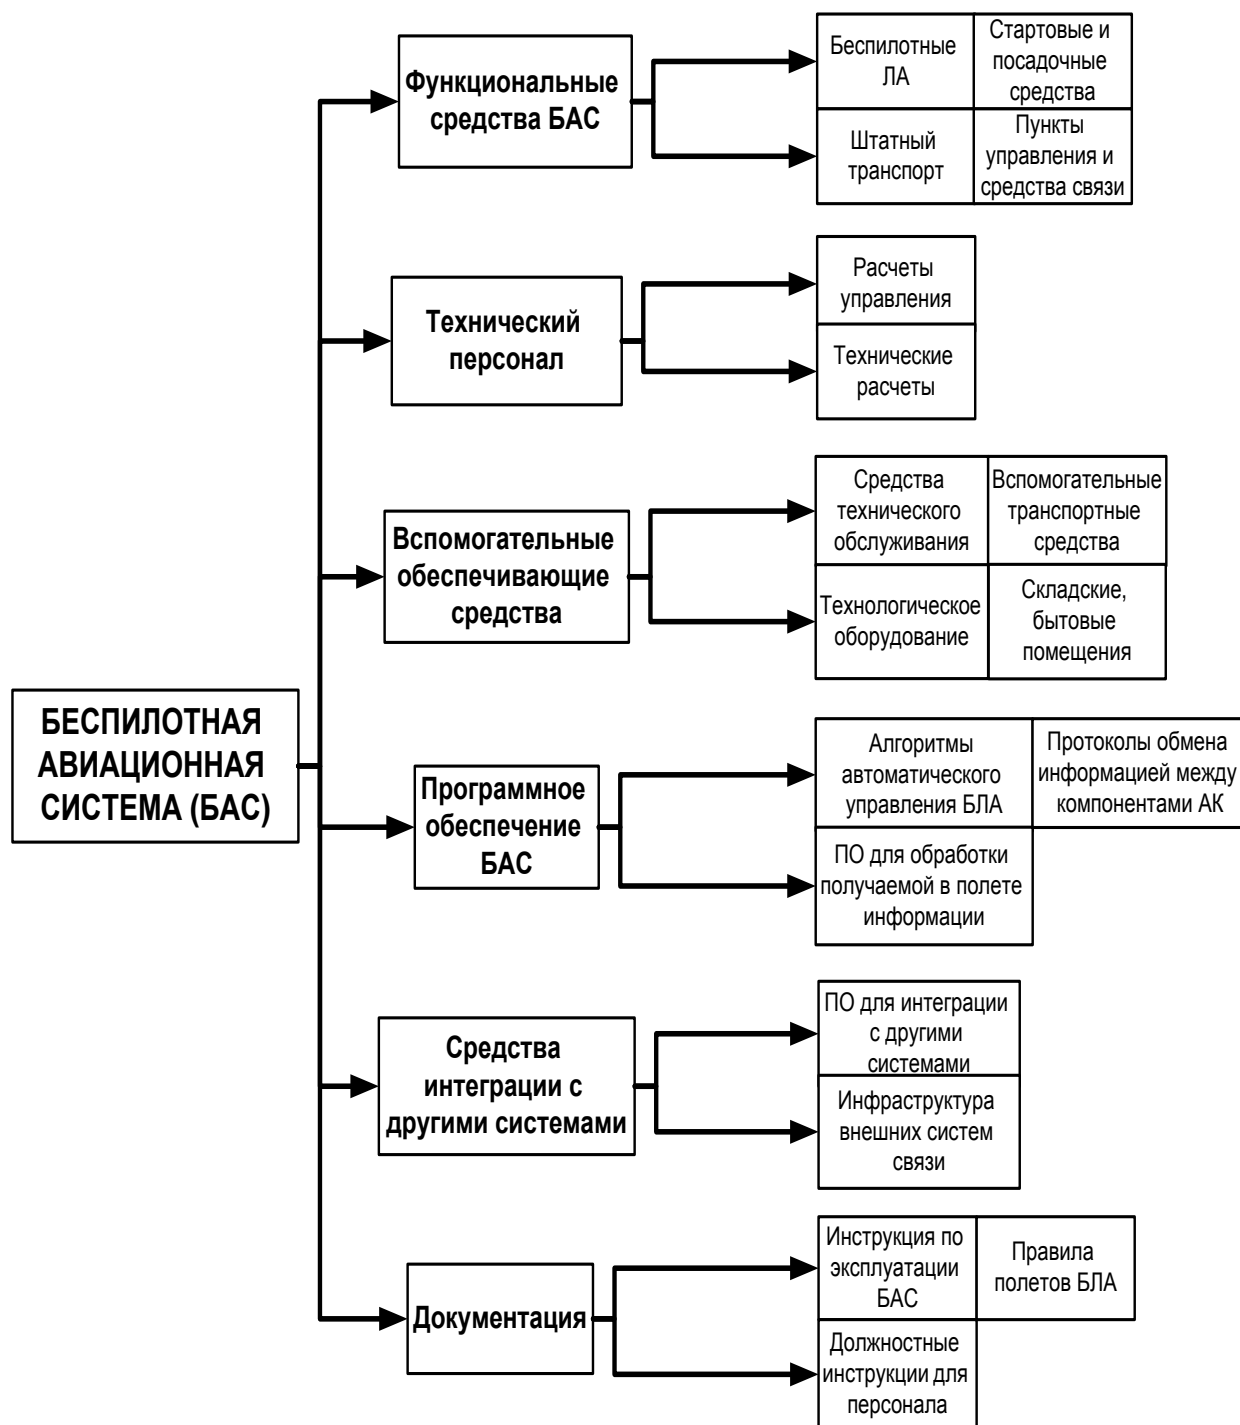 Функциональные
средства БАС
Беспилотные
ЛА
Стартовые и
посадочные
средства
Штатный
транспорт
Пункты
управления и
средства связи
Технический
персонал
Расчеты
управления
Технические
расчеты
Вспомогательные
обеспечивающие
средства
Средства
технического
обслуживания
Вспомогательные
транспортные
средства
Технологическое
оборудование
Складские,
бытовые
помещения
БЕСПИЛОТНАЯ
АВИАЦИОННАЯ
СИСТЕМА (БАС)
Программное
обеспечение
БАС
Алгоритмы
автоматического
управления БЛА
Протоколы обмена
информацией между
компонентами АК
ПО для обработки
получаемой в полете
информации
Средства
интеграции с
другими системами
ПО для интеграции
с другими
системами
Инфраструктура
внешних систем
связи
Документация
Инструкция по
эксплуатации
БАС
Правила
полетов БЛА
Должностные
инструкции для
персонала